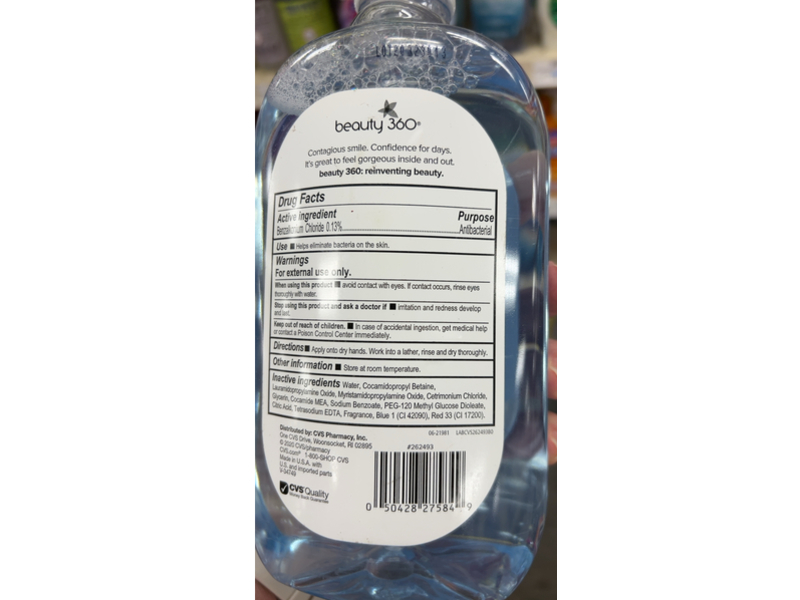 beauty 360®
Contagious smile. Confidence for days.
It's great to feel gorgeous inside and out.
beauty 360: reinventing beauty.
Drug Facts
Active ingredient Purpose
Benzalkonium Chloride 0.13% Antibacterial
Use ■ Helps eliminate bacteria on the skin.
Warnings
For external use only.
When using this product ■ avoid contact with eyes. If contact occurs, rinse eyes
thoroughly with water.
Stop using this product and ask a doctor if ■ irritation and redness develop
and last.
Keep out of reach of children. ■ In case of accidental ingestion, get medical help
or contact a Poison Control Center immediately.
Directions ■ Apply onto dry hands. Work into a lather, rinse and dry thoroughly.
Other information ■ Store at room temperature.
Inactive ingredients Water, Cocamidopropyl Betaine,
Lauramidopropylamine Oxide, Myristamidopropylamine Oxide, Cetrimonium Chloride,
Glycerin, Cocamide MEA, Sodium Benzoate, PEG-120 Methyl Glucose Dioleate,
Citric Acid, Tetrasodium EDTA, Fragrance, Blue 1 (CI 42090), Red 33 (CI 17200).
06-21981 LABCVS26249380
Distributed by: CVS Pharmacy, Inc.
One CVS Drive, Woonsocket, RI 02895
© 2020 CVS/pharmacy
CVS.com® 1-800-SHOP CVS
Made in U.S.A. with
U.S. and imported parts
V-04749
CVS Quality
Money Back Guarantee
#262493
0 50428 27584 9